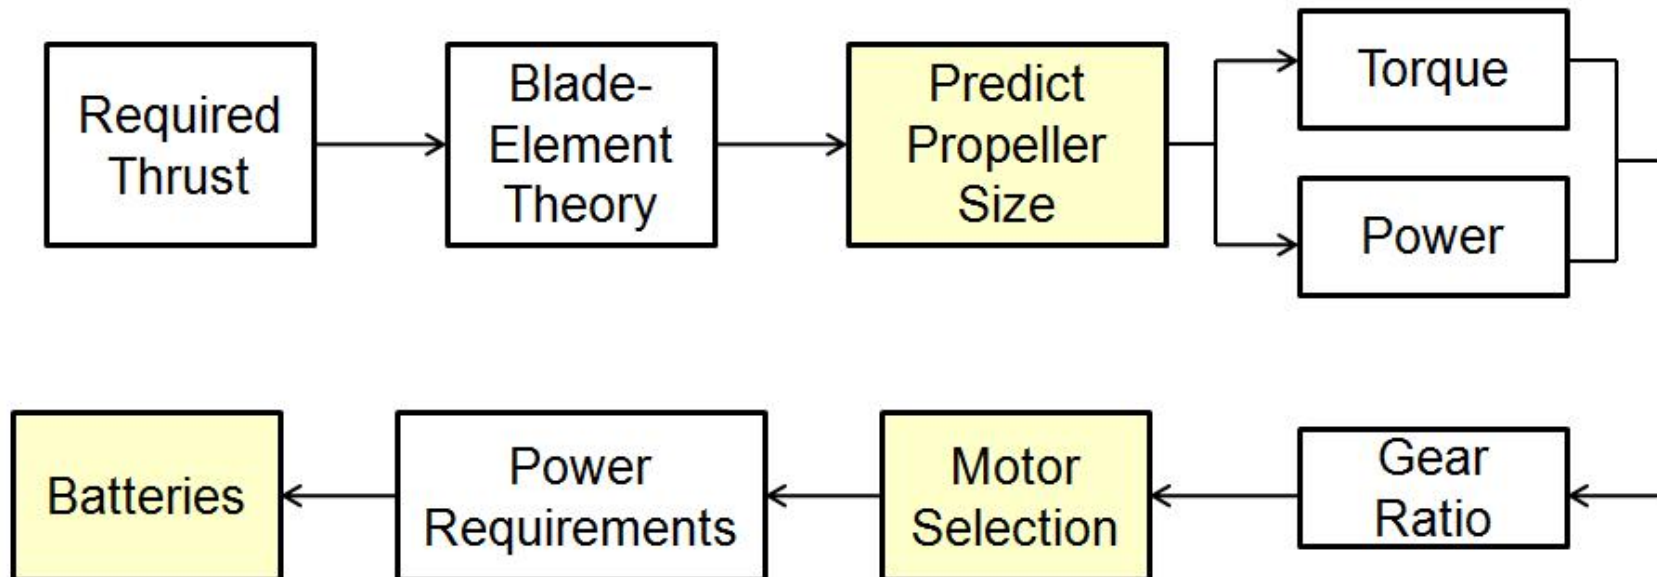 Required
Thrust
Blade-
Element
Theory
Predict
Propeller
Size
Torque
Power
Batteries
Power
Requirements
Motor
Selection
Gear
Ratio